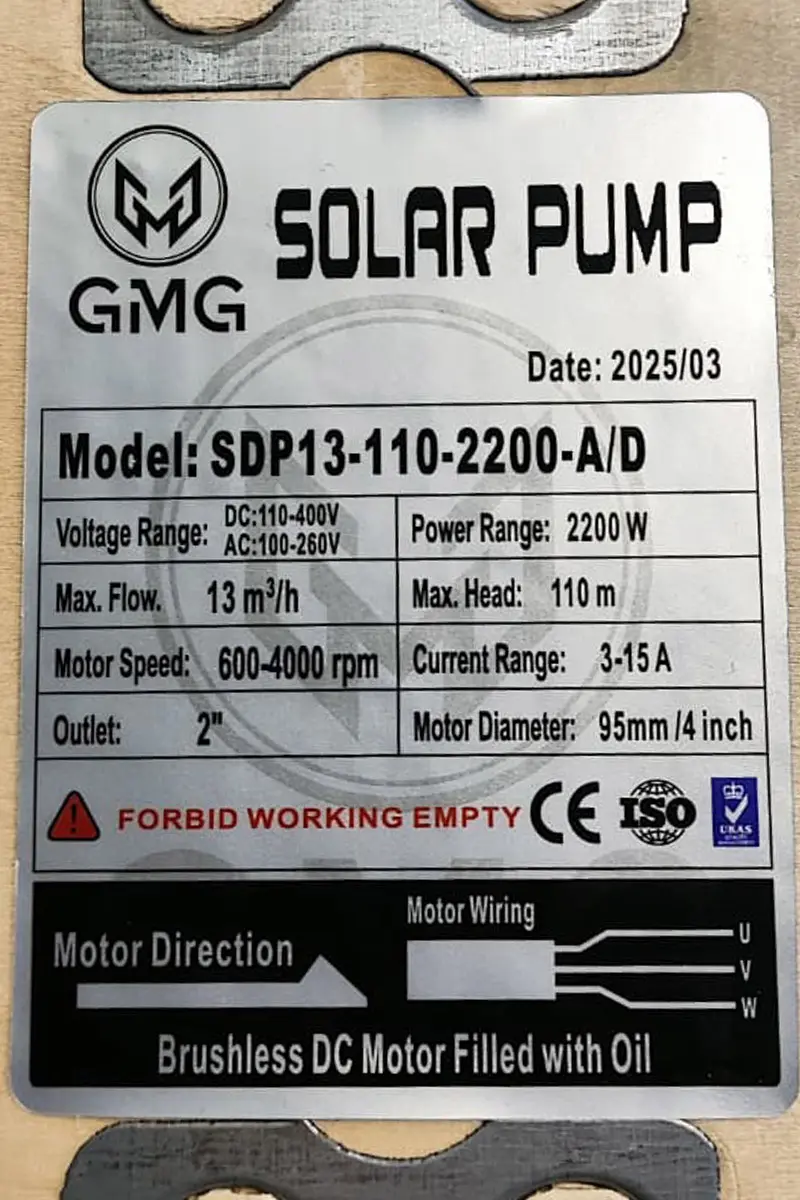 GMG
SOLAR PUMP
Date: 2025/03
Model: SDP13-110-2200-A/D
Voltage Range: DC:110-400V
AC:100-260V
Power Range: 2200 W
Max. Flow. 13 m³/h
Max. Head: 110 m
Motor Speed: 600-4000 rpm
Current Range: 3-15 A
Outlet: 2"
Motor Diameter: 95mm /4 inch
! FORBID WORKING EMPTY CE ISO
UKAS
Motor Direction
Motor Wiring
U
V
W
Brushless DC Motor Filled with Oil